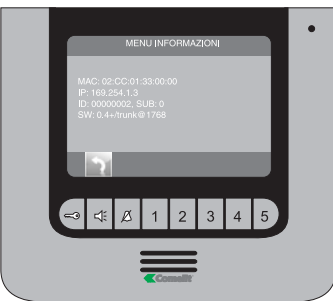 MENU INFORMAZIONI
MAC: 02:CC:01:33:00:00
IP: 169.254.1.3
ID: 00000002, SUB: 0
SW: 0.4+/trunk@1768
1 2 3 4 5
Comelit